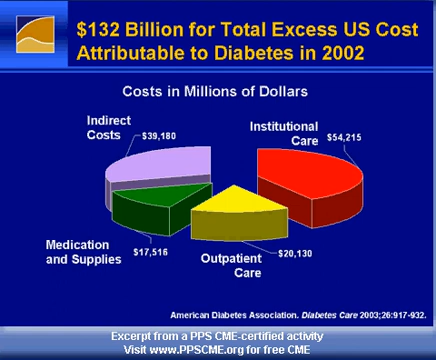 $132 Billion for Total Excess US Cost
Attributable to Diabetes in 2002
Costs in Millions of Dollars
Indirect
Costs
$39,180
Institutional
Care
$54,215
Medication
and Supplies
$17,516
Outpatient
Care
$20,130
American Diabetes Association. Diabetes Care 2003;26:917-932.
Excerpt from a PPS CME-certified activity
Visit www.PPSCME.org for free CME